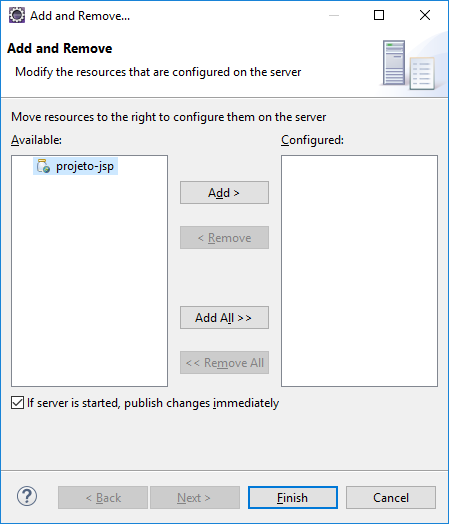 Add and Remove...
Add and Remove
Modify the resources that are configured on the server
Move resources to the right to configure them on the server
Available:
Configured:
projeto-jsp
Add >
< Remove
Add All >>
<< Remove All
If server is started, publish changes immediately
?
< Back
Next >
Finish
Cancel